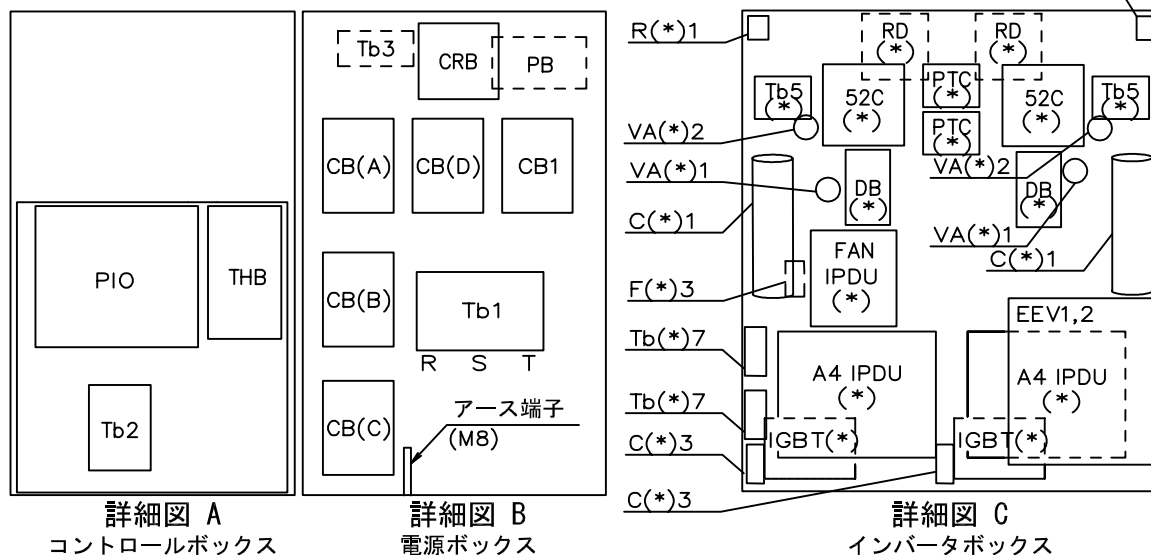 Tb3
CRB
PB
CB(A)
CB(D)
CB1
PIO
THB
CB(B)
Tb1
R S T
Tb2
CB(C)
アース端子
(M8)
詳細図 A
コントロールボックス
詳細図 B
電源ボックス
R(*)1
RD
(*)
RD
(*)
Tb5
(*)
52C
(*)
PTC
(*)
PTC
(*)
52C
(*)
Tb5
(*)
VA(*)2
VA(*)1
C(*)1
DB
(*)
VA(*)2
DB
(*)
VA(*)1
C(*)1
FAN
IPDU
(*)
F(*)3
EEV1,2
Tb(*)7
A4 IPDU
(*)
A4 IPDU
(*)
Tb(*)7
C(*)3
IGBT(*)
IGBT(*)
C(*)3
詳細図 C
インバータボックス